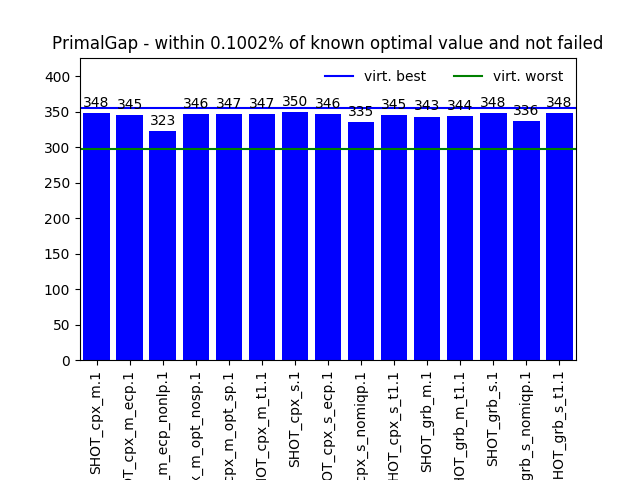 PrimalGap - within 0.1002% of known optimal value and not failed
400
350
300
250
200
150
100
50
0
virt. best virt. worst
348 345 323 346 347 347 350 346 335 345 343 344 348 336 348
SHOT_cpx_m.1
OT_cpx_m_ecp.1
_m_ecp_nonlp.1
x_m_opt_nosp.1
cpx_m_opt_sp.1
HOT_cpx_m_t1.1
SHOT_cpx_s.1
OT_cpx_s_ecp.1
cpx_s_nomiqp.1
HOT_cpx_s_t1.1
SHOT_grb_m.1
HOT_grb_m_t1.1
SHOT_grb_s.1
grb_s_nomiqp.1
HOT_grb_s_t1.1